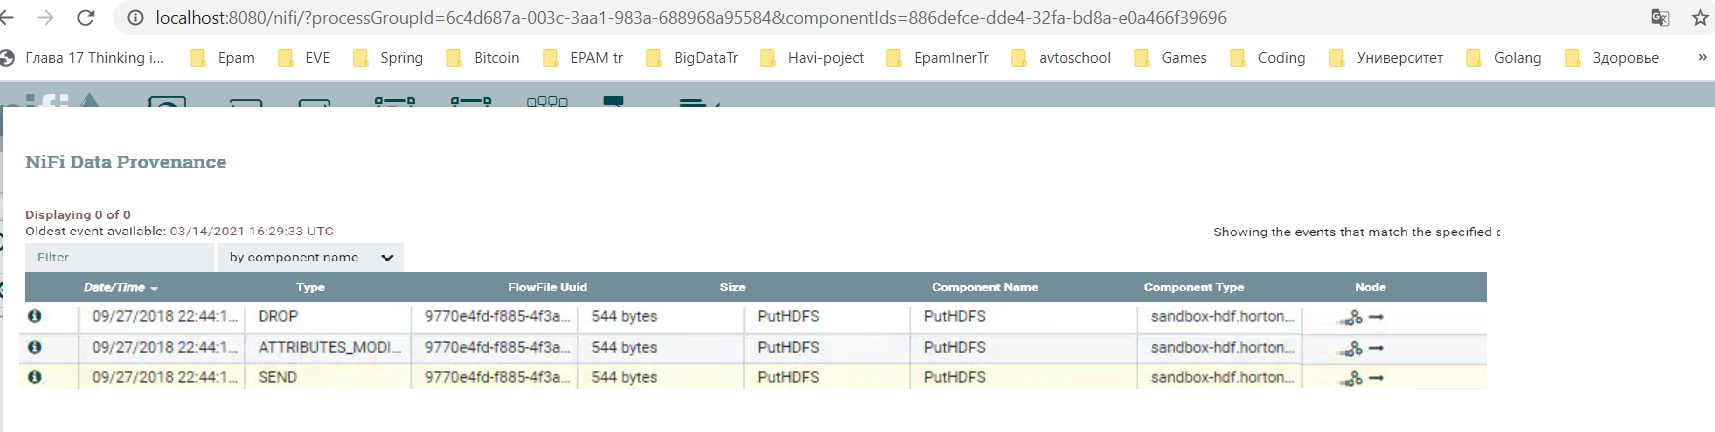 localhost:8080/nifi/?processGroupId=6c4d687a-003c-3aa1-983a-688968a95584&componentIds=886defce-dde4-32fa-bd8a-e0a466f39696
Глава 17 Thinking i... Epam EVE Spring Bitcoin EPAM tr BigDataTr Havi-poject EpamInerTr avtoschool Games Coding Университет Golang Здоровье »
nifi
NiFi Data Provenance
Displaying 0 of 0
Oldest event available: 03/14/2021 16:29:33 UTC
Showing the events that match the specified
Filter by component name
Date/Time Type FlowFile Uuid Size Component Name Component Type Node
09/27/2018 22:44:1... DROP 9770e4fd-f885-4f3a... 544 bytes PutHDFS PutHDFS sandbox-hdf.horton...
09/27/2018 22:44:1... ATTRIBUTES_MODI... 9770e4fd-f885-4f3a... 544 bytes PutHDFS PutHDFS sandbox-hdf.horton...
09/27/2018 22:44:1... SEND 9770e4fd-f885-4f3a... 544 bytes PutHDFS PutHDFS sandbox-hdf.horton...